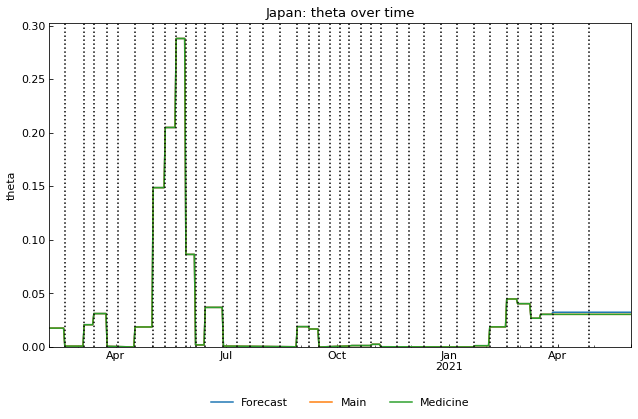 Japan: theta over time
0.30
0.25
0.20
0.15
0.10
0.05
0.00
theta
Apr Jul Oct Jan Apr
2021
Forecast Main Medicine